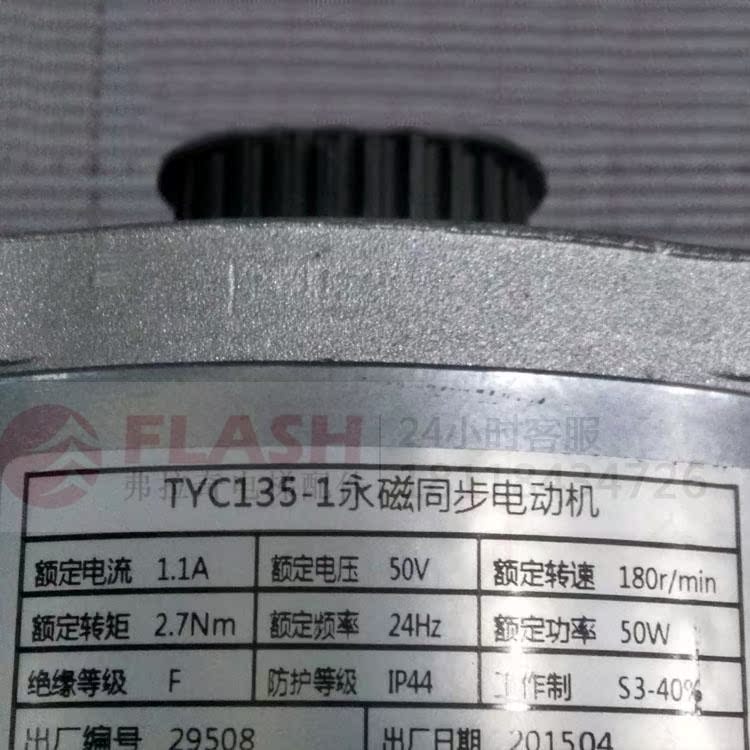 FLASH 24小时客服
TYC135-1永磁同步电动机
额定电流 1.1A 额定电压 50V 额定转速 180r/min
额定转矩 2.7Nm 额定频率 24Hz 额定功率 50W
绝缘等级 F 防护等级 IP44 工作制 S3-40%
出厂编号 29508 出厂日期 201504